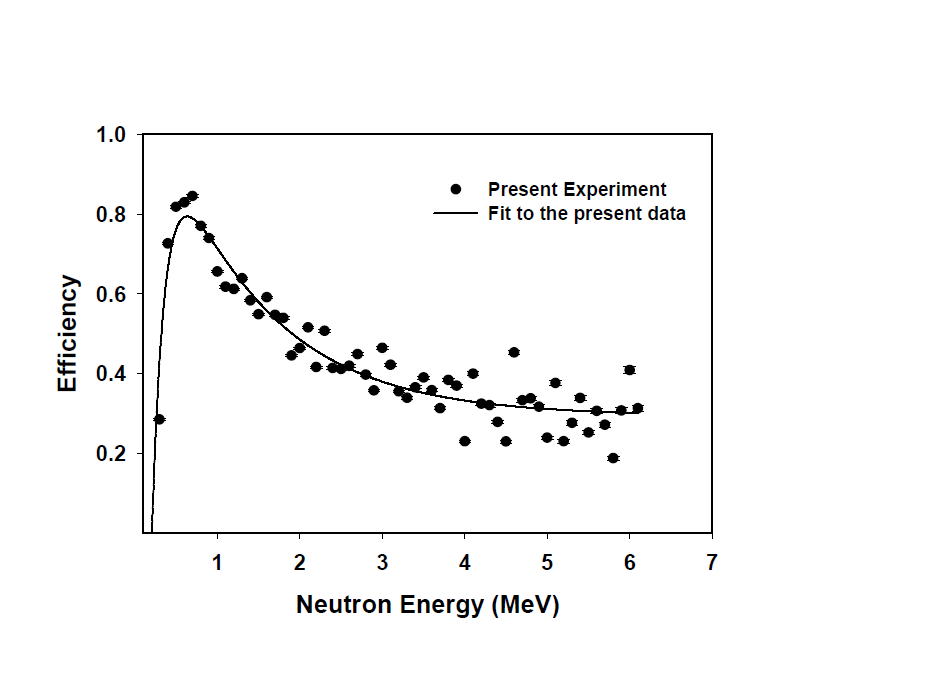 1.0
0.8
0.6
0.4
0.2
Efficiency
Present Experiment
Fit to the present data
1 2 3 4 5 6 7
Neutron Energy (MeV)